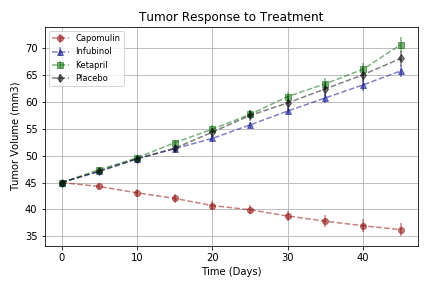 Tumor Response to Treatment
Capomulin
Infubinol
Ketapril
Placebo
Tumor Volume (mm3)
70
65
60
55
50
45
40
35
0
10
20
30
40
Time (Days)